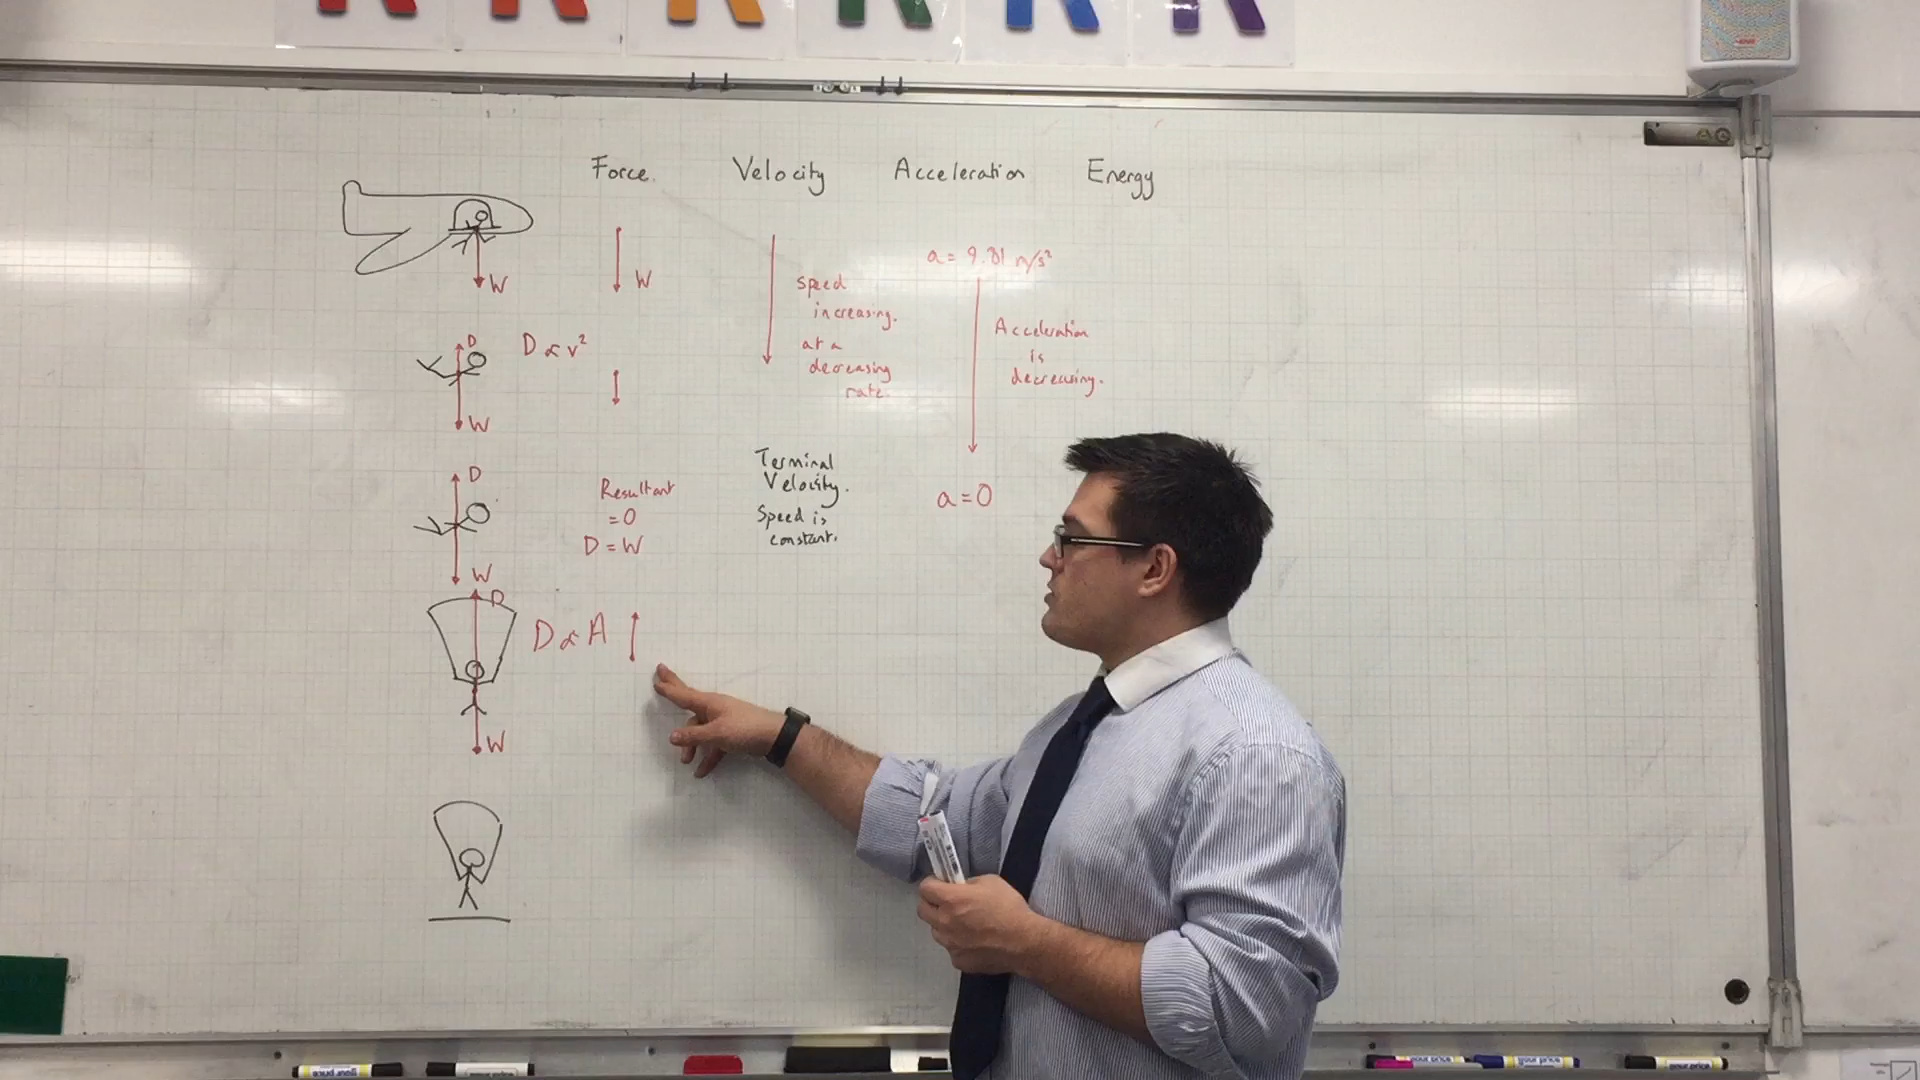 Force. Velocity Acceleration Energy
W
W
speed
increasing.
at a
decreasing
rate.
a = 9.81 m/s²
Acceleration
is
decreasing.
D
D ∝ v²
W
D
W
Resultant
= 0
D = W
Terminal
Velocity.
Speed is
constant.
a = 0
D
D ∝ A
W